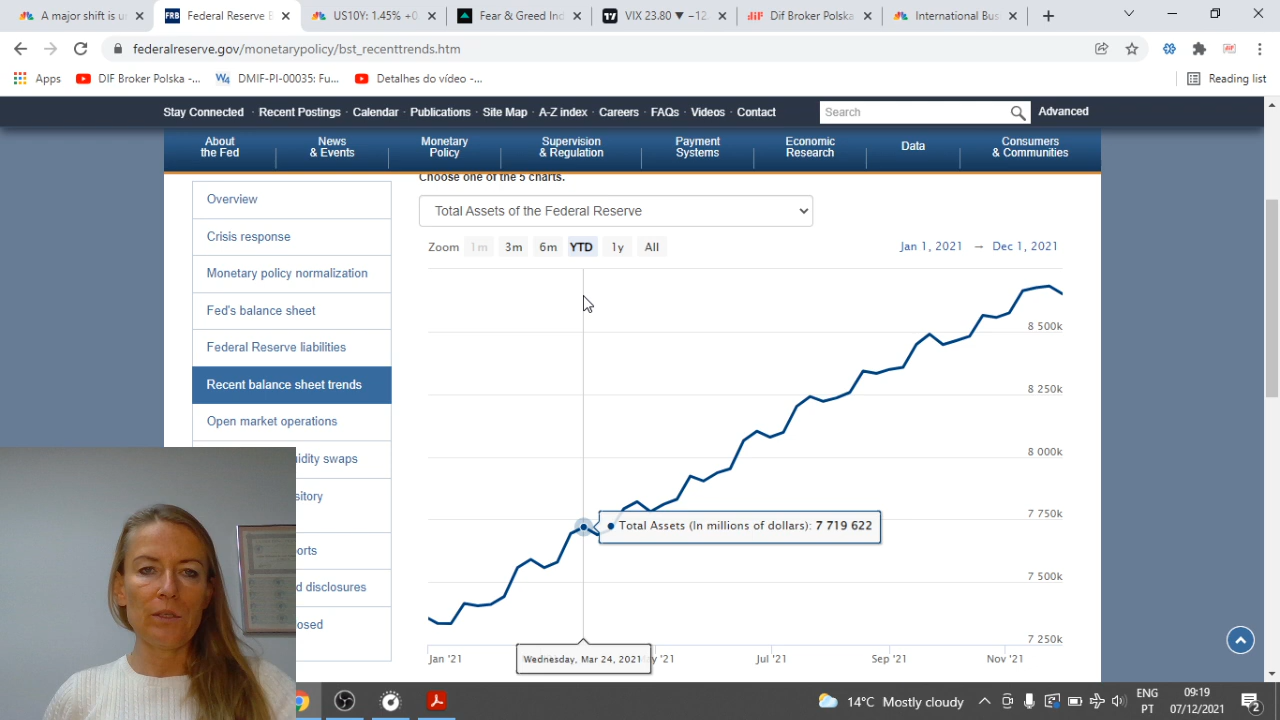 A major shift is u
Federal Reserve B
US10Y: 1.45% +0.
Fear & Greed Ind
VIX 23.80 ▼ −12.
Dif Broker Polska
International Bus
federalreserve.gov/monetarypolicy/bst_recenttrends.htm
Apps
DIF Broker Polska -...
DMIF-PI-00035: Fu...
Detalhes do vídeo -...
Reading list
Stay Connected · Recent Postings · Calendar · Publications · Site Map · A-Z index · Careers · FAQs · Videos · Contact
Search
Advanced
About the Fed
News & Events
Monetary Policy
Supervision & Regulation
Payment Systems
Economic Research
Data
Consumers & Communities
Choose one of the 5 charts.
Overview
Crisis response
Monetary policy normalization
Fed's balance sheet
Federal Reserve liabilities
Recent balance sheet trends
Open market operations
idity swaps
sitory
orts
d disclosures
osed
Total Assets of the Federal Reserve
Zoom 1m 3m 6m YTD 1y All
Jan 1, 2021 → Dec 1, 2021
8 500k
8 250k
8 000k
7 750k
7 500k
7 250k
Total Assets (In millions of dollars): 7 719 622
Wednesday, Mar 24, 2021
Jan '21
y '21
Jul '21
Sep '21
Nov '21
14°C Mostly cloudy
ENG
PT
09:19
07/12/2021
2